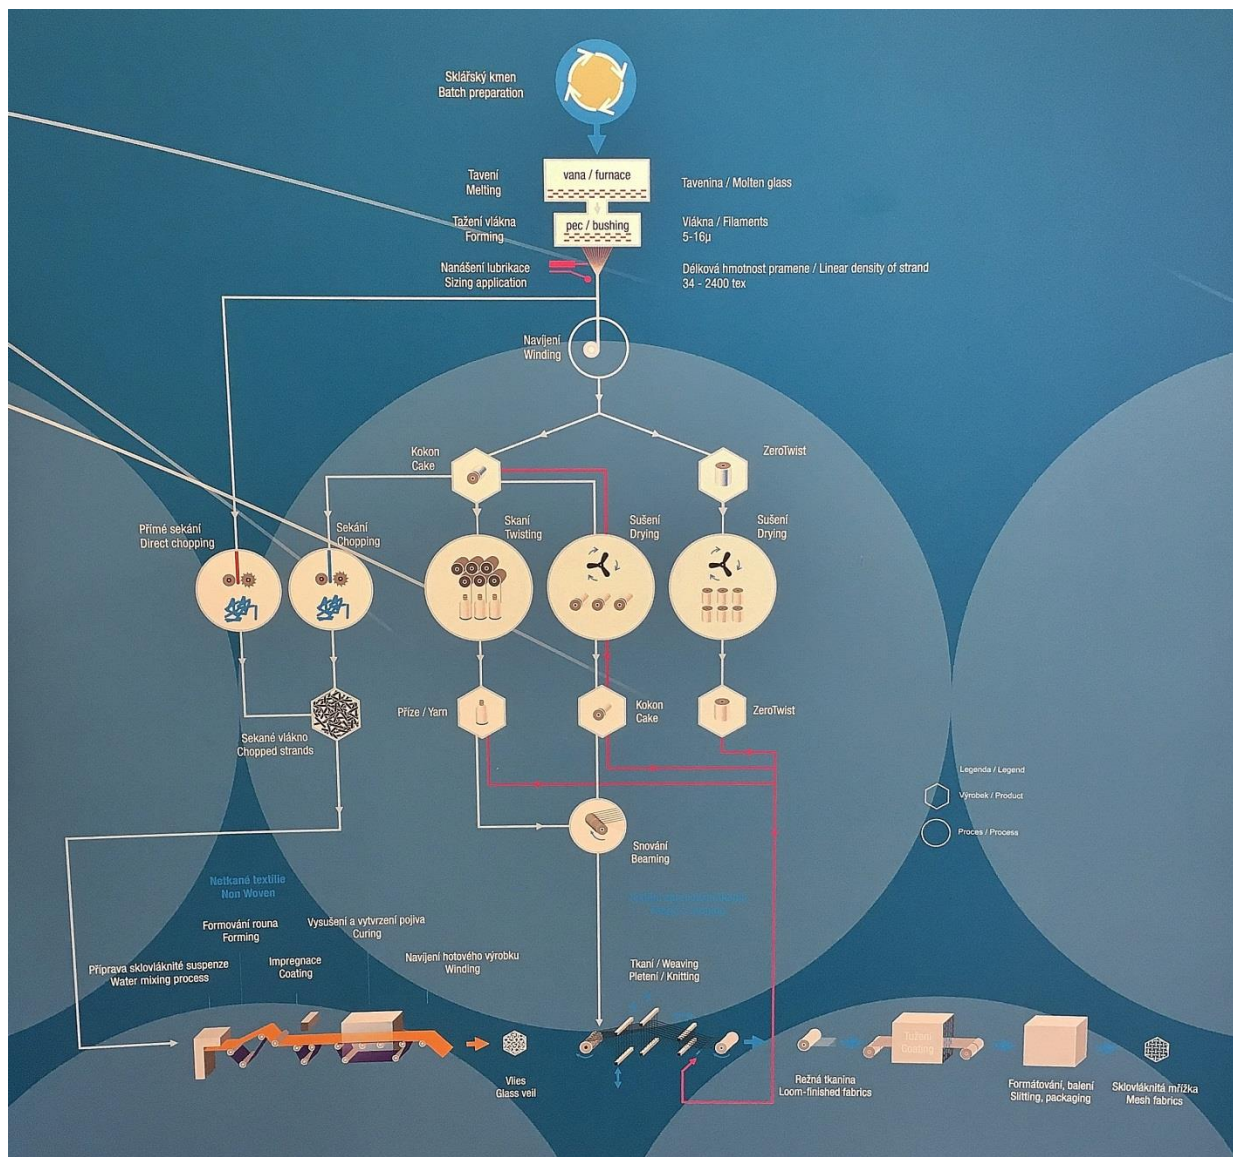 Sklářský kmen
Batch preparation
Tavení
Melting
vana / furnace
Tavenina / Molten glass
Tažení vlákna
Forming
pec / bushing
Vlákna / Filaments
5-16µ
Nanášení lubrikace
Sizing application
Délková hmotnost pramene / Linear density of strand
34 - 2400 tex
Navíjení
Winding
Kokon
Cake
ZeroTwist
Přímé sekání
Direct chopping
Sekání
Chopping
Skaní
Twisting
Sušení
Drying
Sušení
Drying
Příze / Yarn
Kokon
Cake
ZeroTwist
Sekané vlákno
Chopped strands
Legenda / Legend
Výrobek / Product
Proces / Process
Snování
Beaming
Netkané textilie
Non Woven
Formování rouna
Forming
Vysušení a vytvrzení pojiva
Curing
Příprava sklovláknité suspenze
Water mixing process
Impregnace
Coating
Navíjení hotového výrobku
Winding
Tkaní / Weaving
Pletení / Knitting
Vlies
Glass veil
Tužení
Coating
Režná tkanina
Loom-finished fabrics
Formátování, balení
Slitting, packaging
Sklovláknitá mřížka
Mesh fabrics